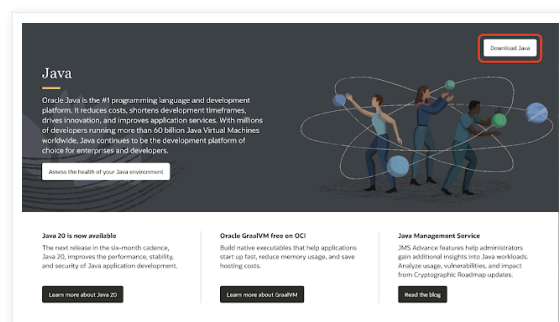 Download Java
Java
Oracle Java is the #1 programming language and development
platform. It reduces costs, shortens development timeframes,
drives innovation, and improves application services. With millions
of developers running more than 60 billion Java Virtual Machines
worldwide, Java continues to be the development platform of
choice for enterprises and developers.
Assess the health of your Java environment
Java 20 is now available
The next release in the six-month cadence,
Java 20, improves the performance, stability,
and security of Java application development.
Learn more about Java 20
Oracle GraalVM free on OCI
Build native executables that help applications
start up fast, reduce memory usage, and save
hosting costs.
Learn more about GraalVM
Java Management Service
JMS Advance features help administrators
gain additional insights into Java workloads.
Analyze usage, vulnerabilities, and impact
from Cryptographic Roadmap updates.
Read the blog